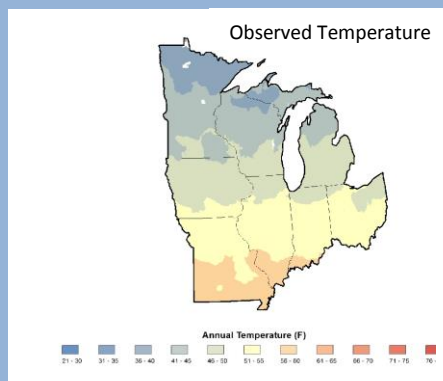 Observed Temperature
Annual Temperature (F)
21 - 30 31 - 35 36 - 40 41 - 45 46 - 50 51 - 55 56 - 60 61 - 65 66 - 70 71 - 75 76 -